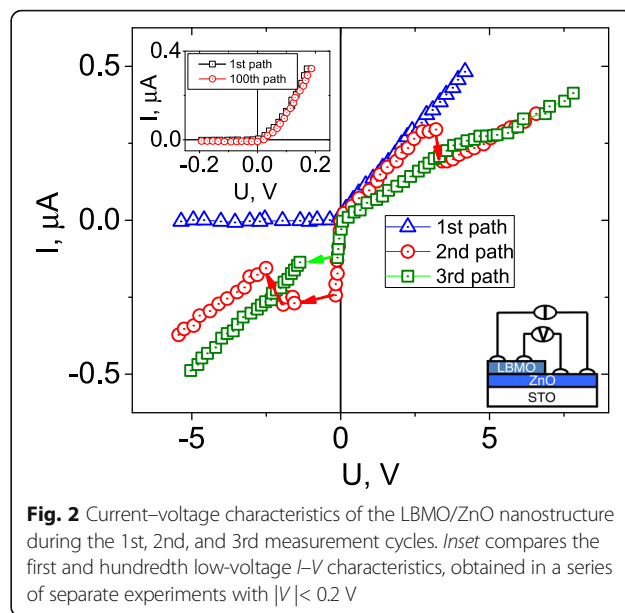 I, μA
0.5
0.0
-0.5
-5
0
5
U, V
0.4
0.0
I, μA
-0.2
0.0
0.2
U, V
1st path
100th path
1st path
2nd path
3rd path
I
V
LBMO
ZnO
STO
Fig. 2 Current–voltage characteristics of the LBMO/ZnO nanostructure
during the 1st, 2nd, and 3rd measurement cycles. Inset compares the
first and hundredth low-voltage I–V characteristics, obtained in a series
of separate experiments with |V|< 0.2 V